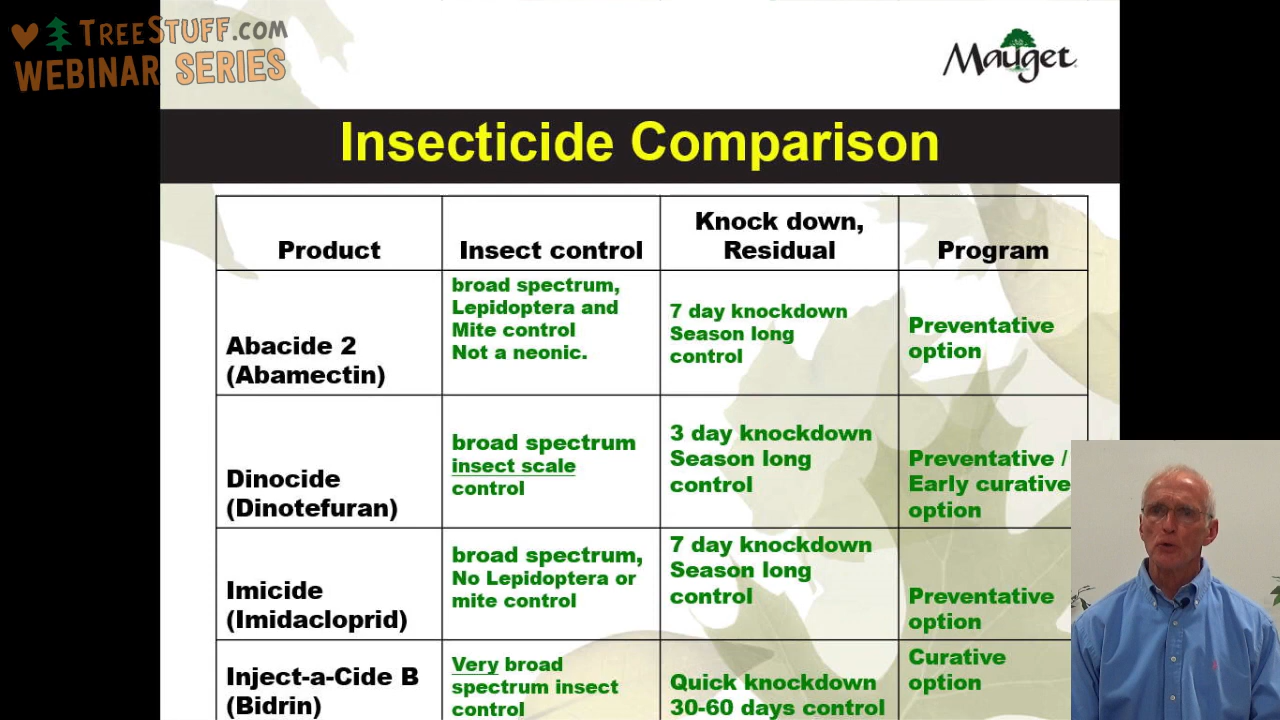 TREESTUFF.COM
WEBINAR SERIES
Mauget
Insecticide Comparison
Product
Insect control
Knock down,
Residual
Program
Abacide 2
(Abamectin)
broad spectrum,
Lepidoptera and
Mite control
Not a neonic.
7 day knockdown
Season long
control
Preventative
option
Dinocide
(Dinotefuran)
broad spectrum
insect scale
control
3 day knockdown
Season long
control
Preventative /
Early curative
option
Imicide
(Imidacloprid)
broad spectrum,
No Lepidoptera or
mite control
7 day knockdown
Season long
control
Preventative
option
Inject-a-Cide B
(Bidrin)
Very broad
spectrum insect
control
Quick knockdown
30-60 days control
Curative
option